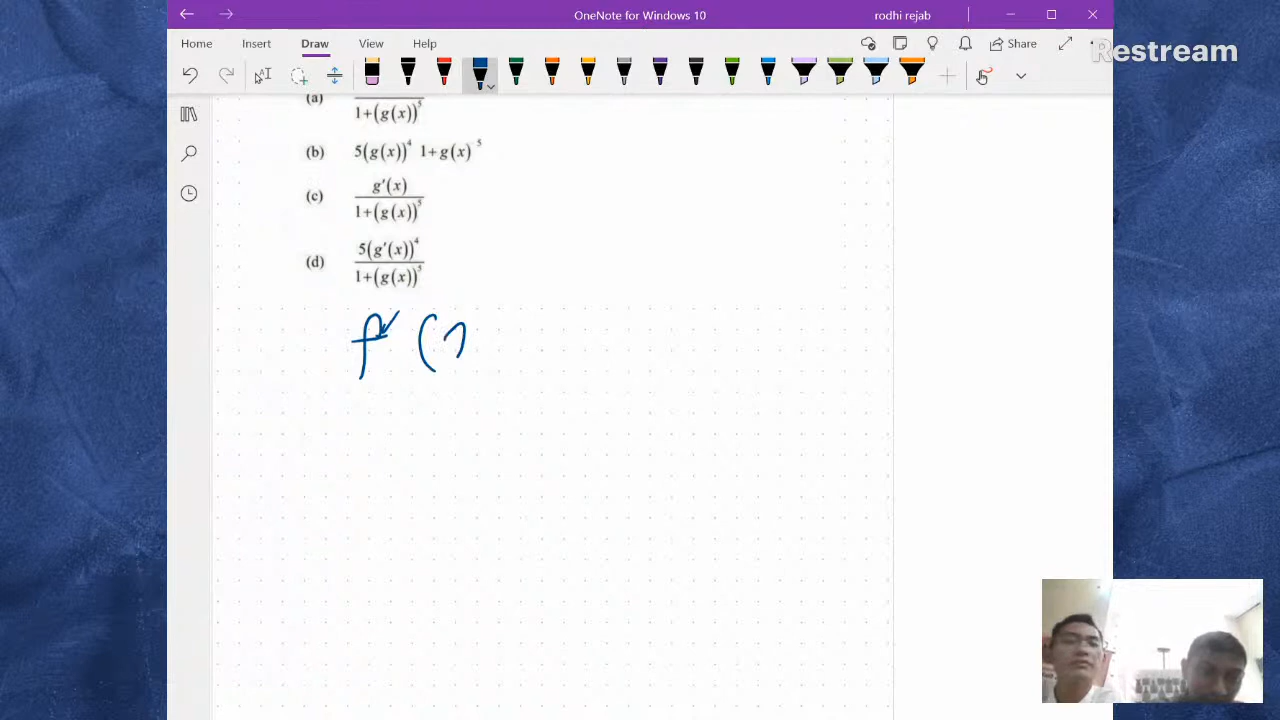 OneNote for Windows 10
rodhi rejab
Home Insert Draw View Help
Share
Restream
(a) 1+(g(x))^5
(b) 5(g(x))^4 1+g(x)^5
(c) g′(x)
1+(g(x))^5
(d) 5(g′(x))^4
1+(g(x))^5
f′ (